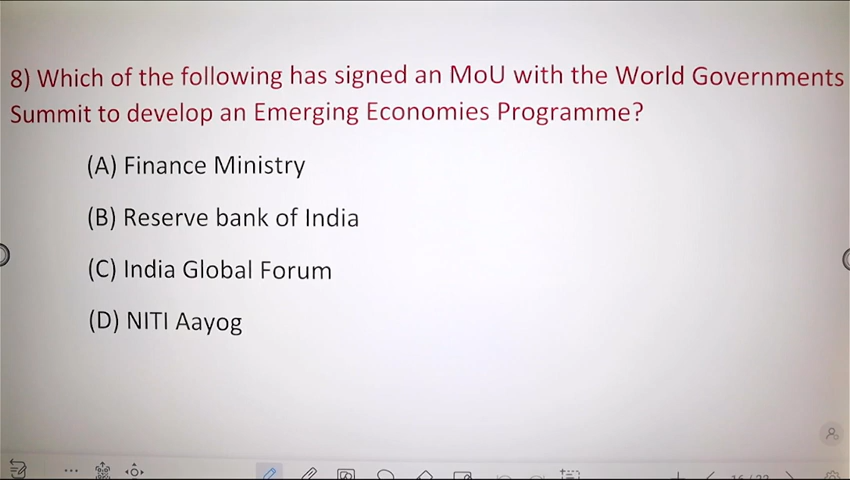 8) Which of the following has signed an MoU with the World Governments
Summit to develop an Emerging Economies Programme?
(A) Finance Ministry
(B) Reserve bank of India
(C) India Global Forum
(D) NITI Aayog